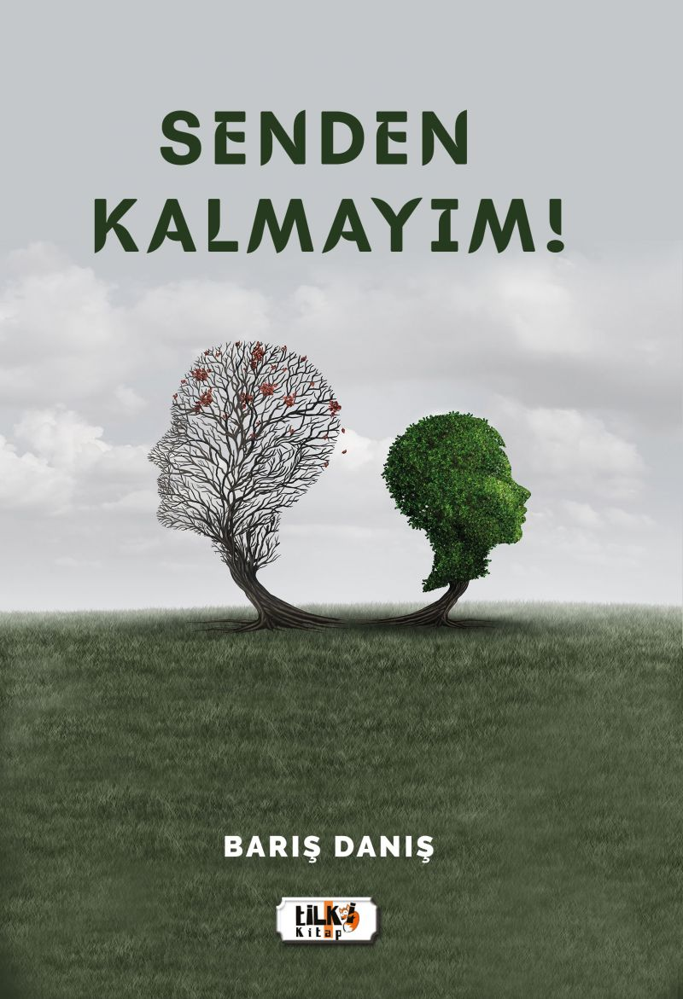 SENDEN
KALMAYIM!
BARIŞ DANIŞ
tiLKi
Kitap